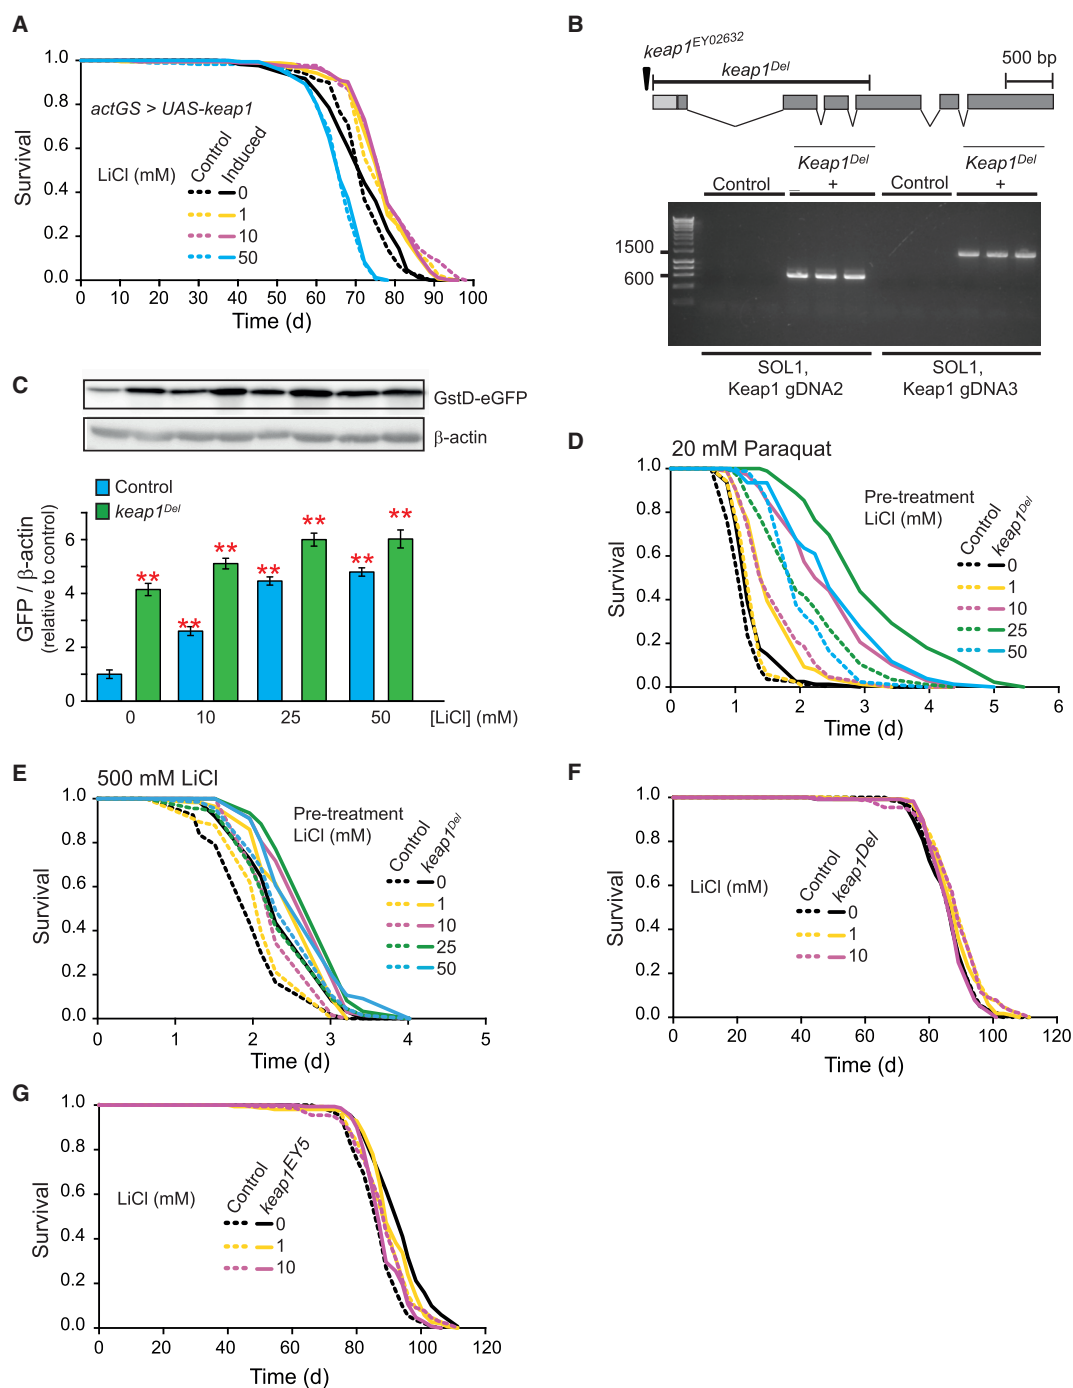 A
1.0
0.8
0.6
0.4
0.2
0.0
Survival
actGS > UAS-keap1
LiCl (mM)
Control
Induced
0
1
10
50
0 10 20 30 40 50 60 70 80 90 100
Time (d)
B
keap1EY02632
keap1Del
500 bp
Keap1Del
Keap1Del
Control
_ +
Control
+
1500
600
SOL1,
Keap1 gDNA2
SOL1,
Keap1 gDNA3
C
GstD-eGFP
β-actin
Control
keap1Del
GFP / β-actin
(relative to control)
6
4
2
0
**
**
**
**
**
**
**
0 10 25 50 [LiCl] (mM)
D
20 mM Paraquat
1.0
0.8
0.6
0.4
0.2
0.0
Survival
Pre-treatment
LiCl (mM)
Control
keap1Del
0
1
10
25
50
0 1 2 3 4 5 6
Time (d)
E
500 mM LiCl
1.0
0.8
0.6
0.4
0.2
0.0
Survival
Pre-treatment
LiCl (mM)
Control
keap1Del
0
1
10
25
50
0 1 2 3 4 5
Time (d)
F
1.0
0.8
0.6
0.4
0.2
0.0
Survival
LiCl (mM)
Control
keap1Del
0
1
10
0 20 40 60 80 100 120
Time (d)
G
1.0
0.8
0.6
0.4
0.2
0.0
Survival
LiCl (mM)
Control
keap1EY5
0
1
10
0 20 40 60 80 100 120
Time (d)